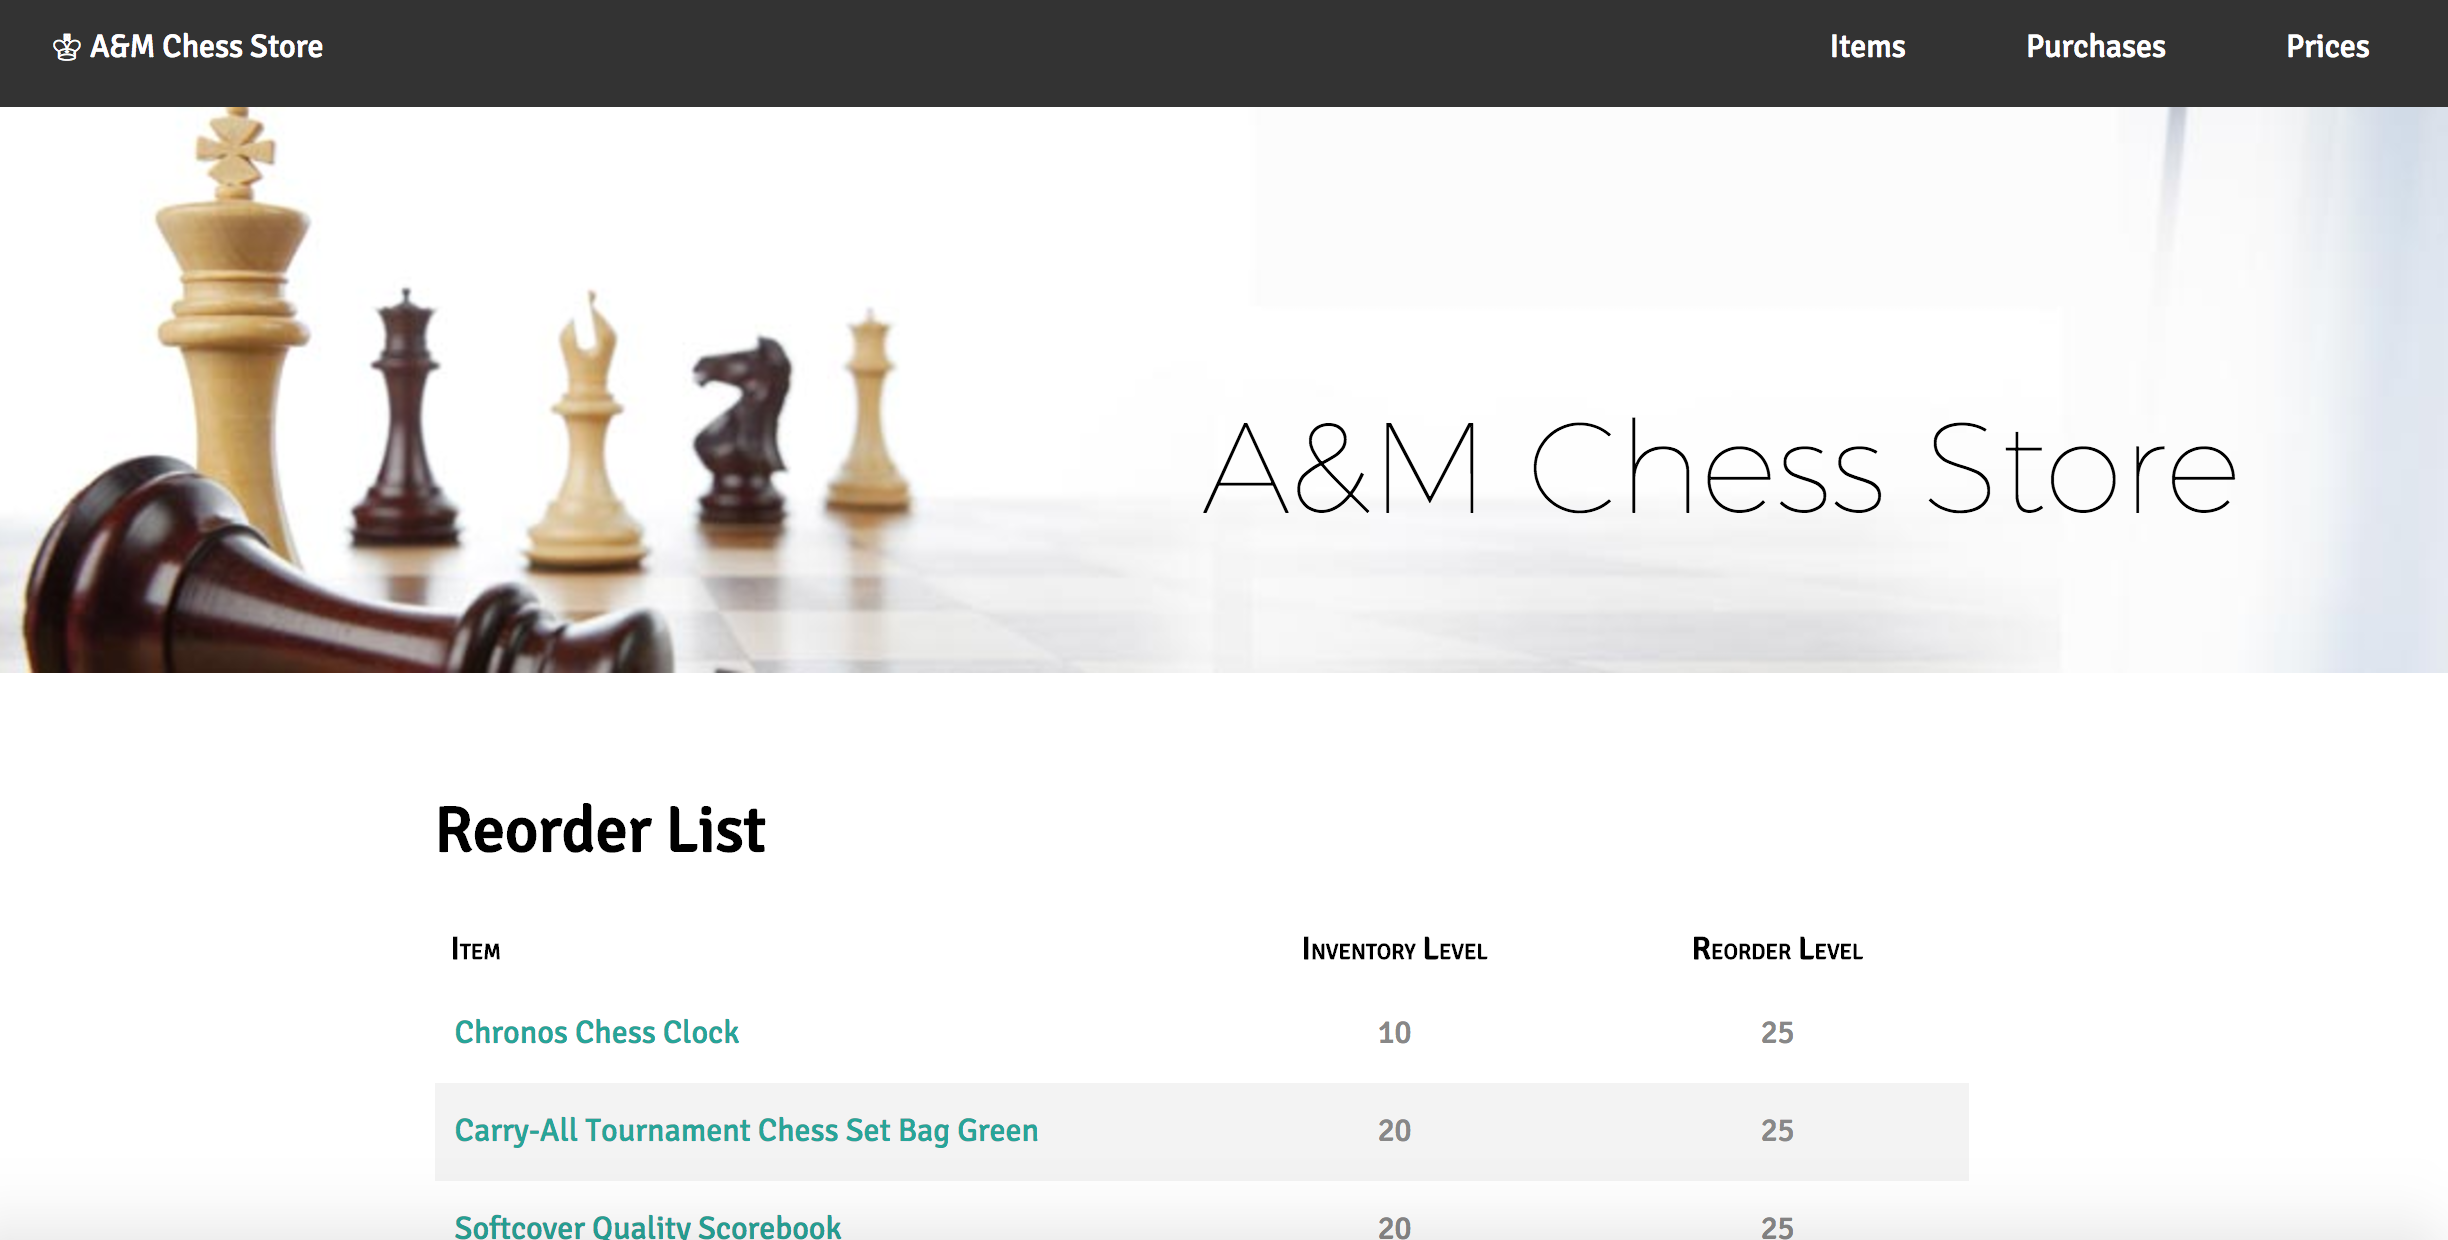 ♔ A&M Chess Store Items Purchases Prices
A&M Chess Store
Reorder List
Item Inventory Level Reorder Level
Chronos Chess Clock 10 25
Carry-All Tournament Chess Set Bag Green 20 25
Softcover Quality Scorebook 20 25